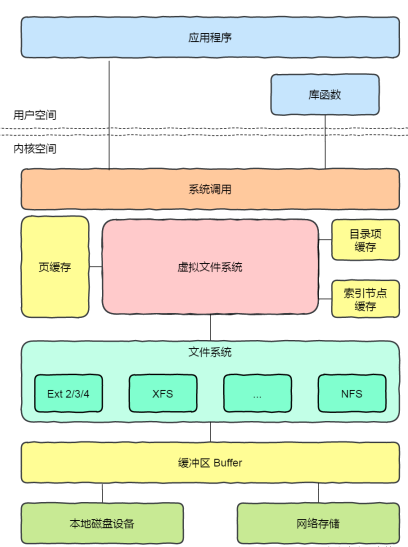 应用程序
库函数
用户空间
内核空间
系统调用
页缓存
虚拟文件系统
目录项
缓存
索引节点
缓存
文件系统
Ext 2/3/4
XFS
...
NFS
缓冲区 Buffer
本地磁盘设备
网络存储